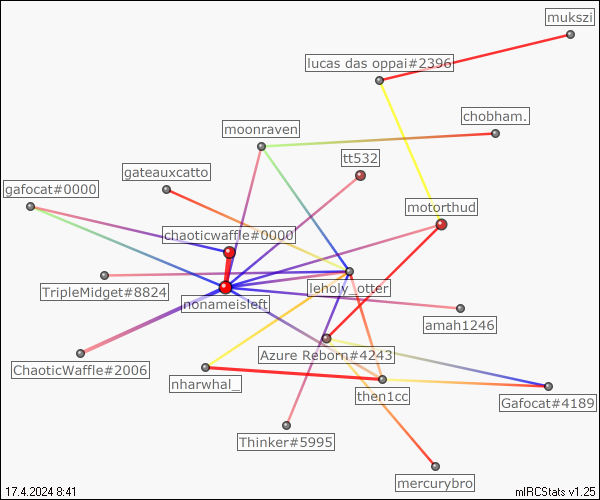 mukszi
lucas das oppai#2396
chobham.
moonraven
tt532
gateauxcatto
gafocat#0000
motorthud
chaoticwaffle#0000
leholy_otter
TripleMidget#8824
nonameisleft
amah1246
Azure Reborn#4243
ChaoticWaffle#2006
nharwhal_
then1cc
Gafocat#4189
Thinker#5995
mercurybro
17.4.2024 8:41
mIRCStats v1.25